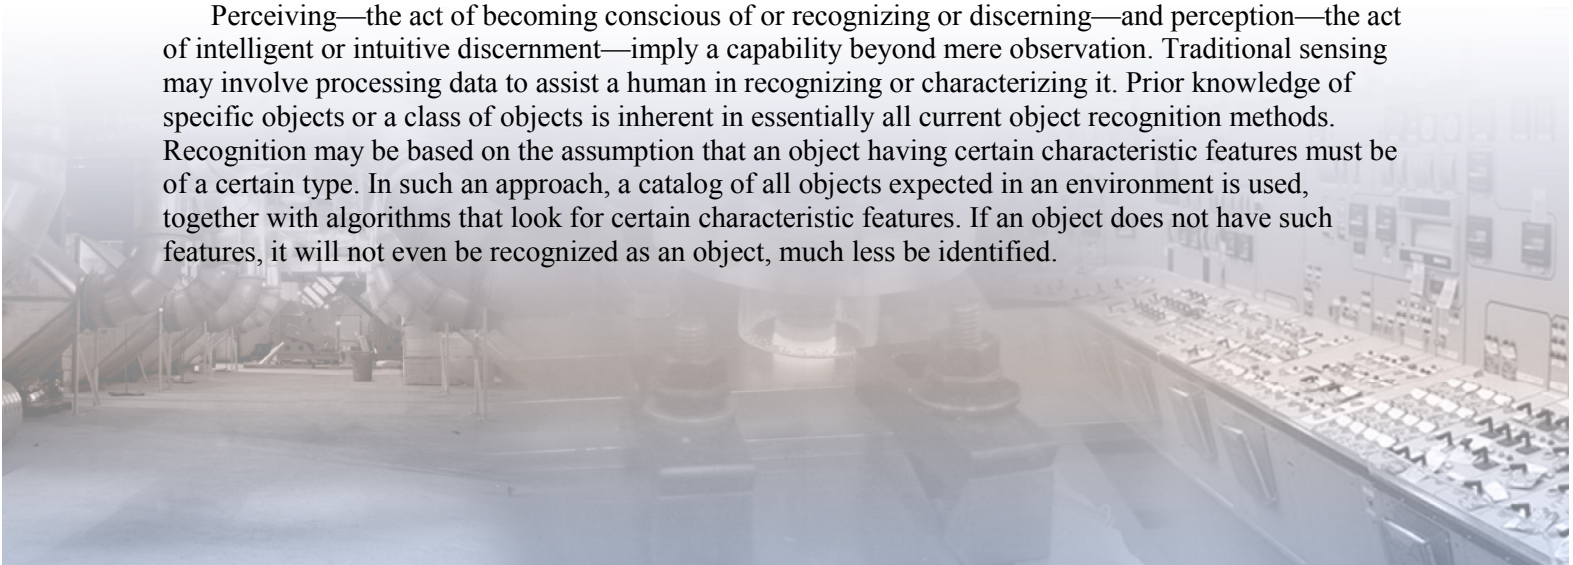 Perceiving—the act of becoming conscious of or recognizing or discerning—and perception—the act
of intelligent or intuitive discernment—imply a capability beyond mere observation. Traditional sensing
may involve processing data to assist a human in recognizing or characterizing it. Prior knowledge of
specific objects or a class of objects is inherent in essentially all current object recognition methods.
Recognition may be based on the assumption that an object having certain characteristic features must be
of a certain type. In such an approach, a catalog of all objects expected in an environment is used,
together with algorithms that look for certain characteristic features. If an object does not have such
features, it will not even be recognized as an object, much less be identified.